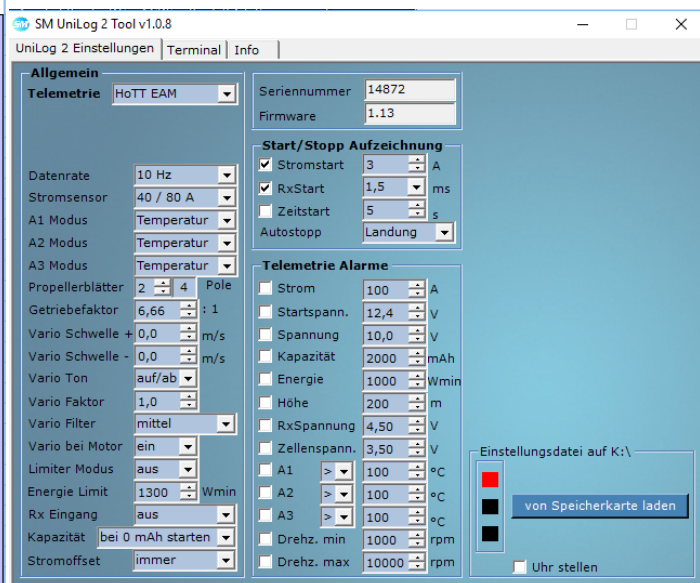 SM UniLog 2 Tool v1.0.8
UniLog 2 Einstellungen Terminal Info
Allgemein
Telemetrie HoTT EAM
Datenrate 10 Hz
Stromsensor 40 / 80 A
A1 Modus Temperatur
A2 Modus Temperatur
A3 Modus Temperatur
Propellerblätter 2 4 Pole
Getriebefaktor 6,66 : 1
Vario Schwelle + 0,0 m/s
Vario Schwelle - 0,0 m/s
Vario Ton auf/ab
Vario Faktor 1,0
Vario Filter mittel
Vario bei Motor ein
Limiter Modus aus
Energie Limit 1300 Wmin
Rx Eingang aus
Kapazität bei 0 mAh starten
Stromoffset immer
Seriennummer 14872
Firmware 1.13
Start/Stopp Aufzeichnung
Stromstart 3 A
RxStart 1,5 ms
Zeitstart 5 s
Autostopp Landung
Telemetrie Alarme
Strom 100 A
Startspann. 12,4 V
Spannung 10,0 V
Kapazität 2000 mAh
Energie 1000 Wmin
Höhe 200 m
RxSpannung 4,50 V
Zellenspann. 3,50 V
A1 > 100 °C
A2 > 100 °C
A3 > 100 °C
Drehz. min 1000 rpm
Drehz. max 10000 rpm
Einstellungsdatei auf K:\
von Speicherkarte laden
Uhr stellen